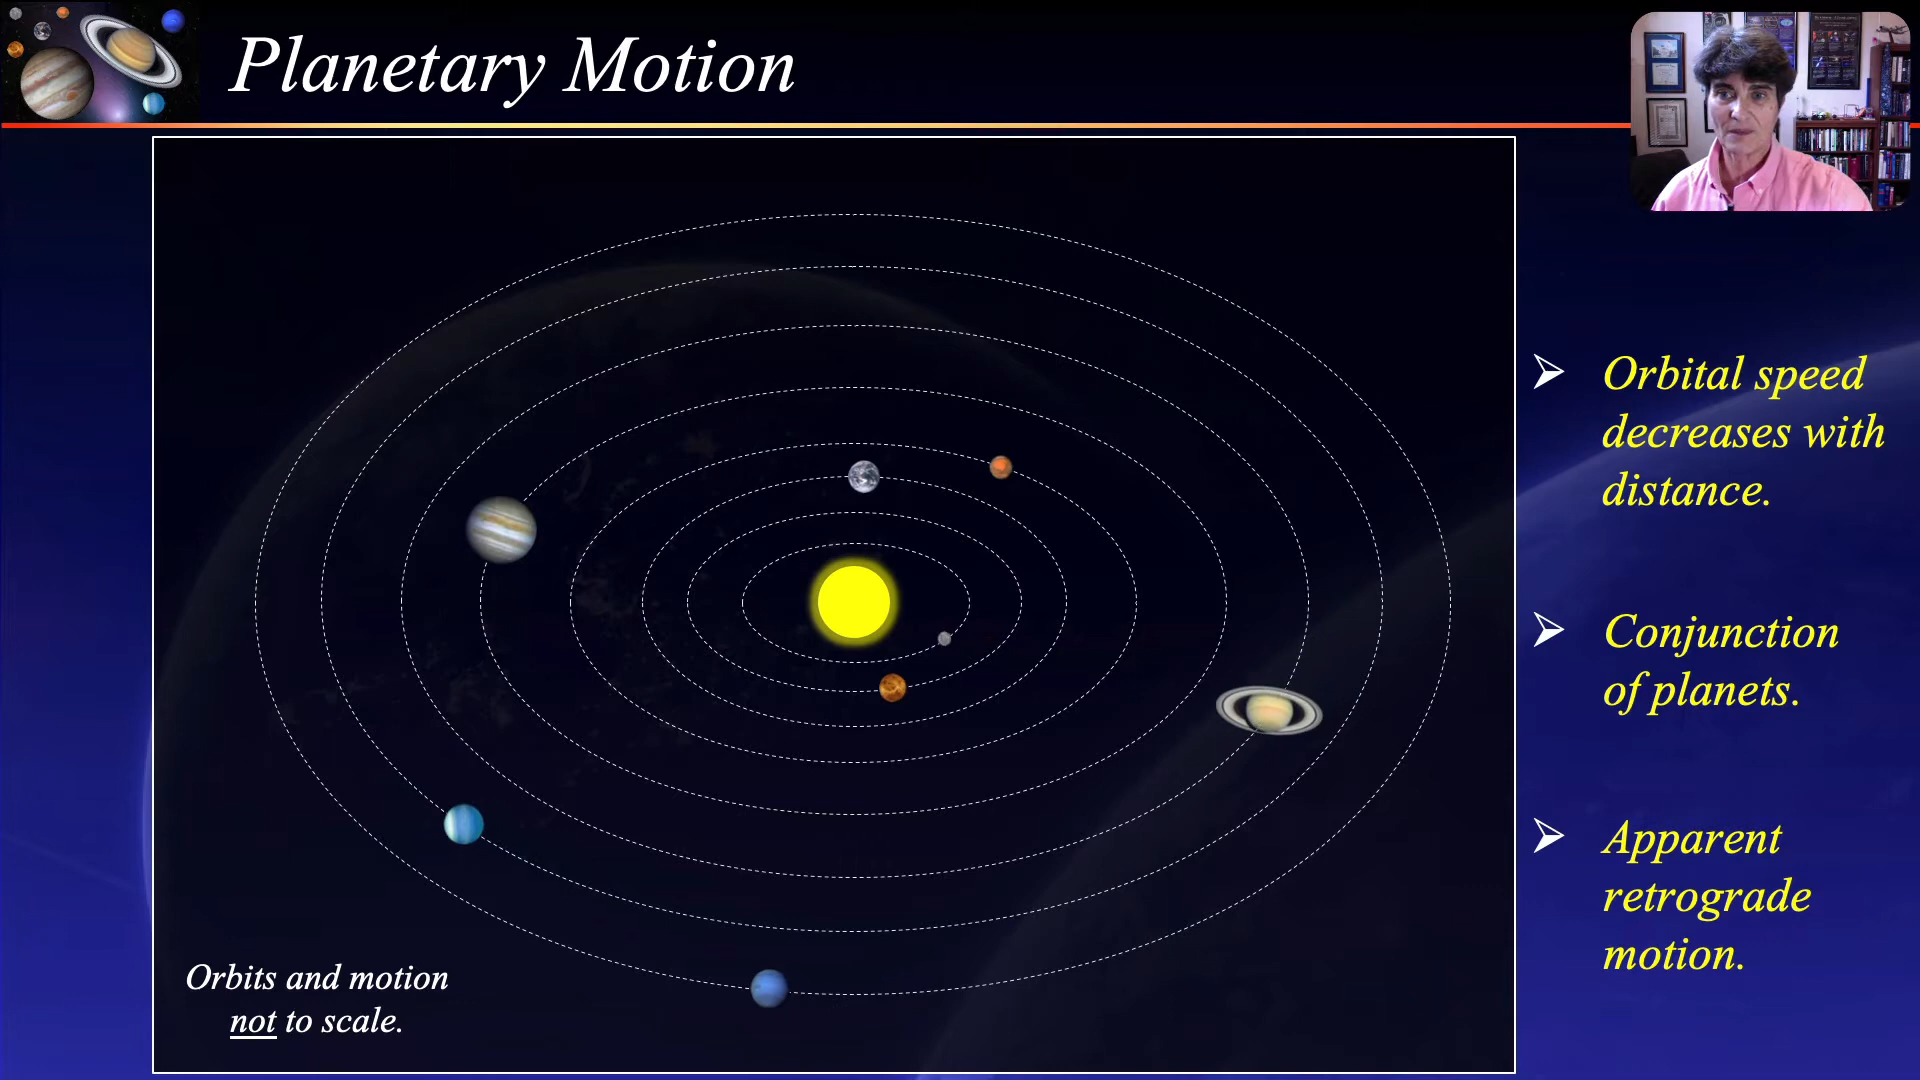 Planetary Motion
Orbital speed
decreases with
distance.
Conjunction
of planets.
Apparent
retrograde
motion.
Orbits and motion
not to scale.